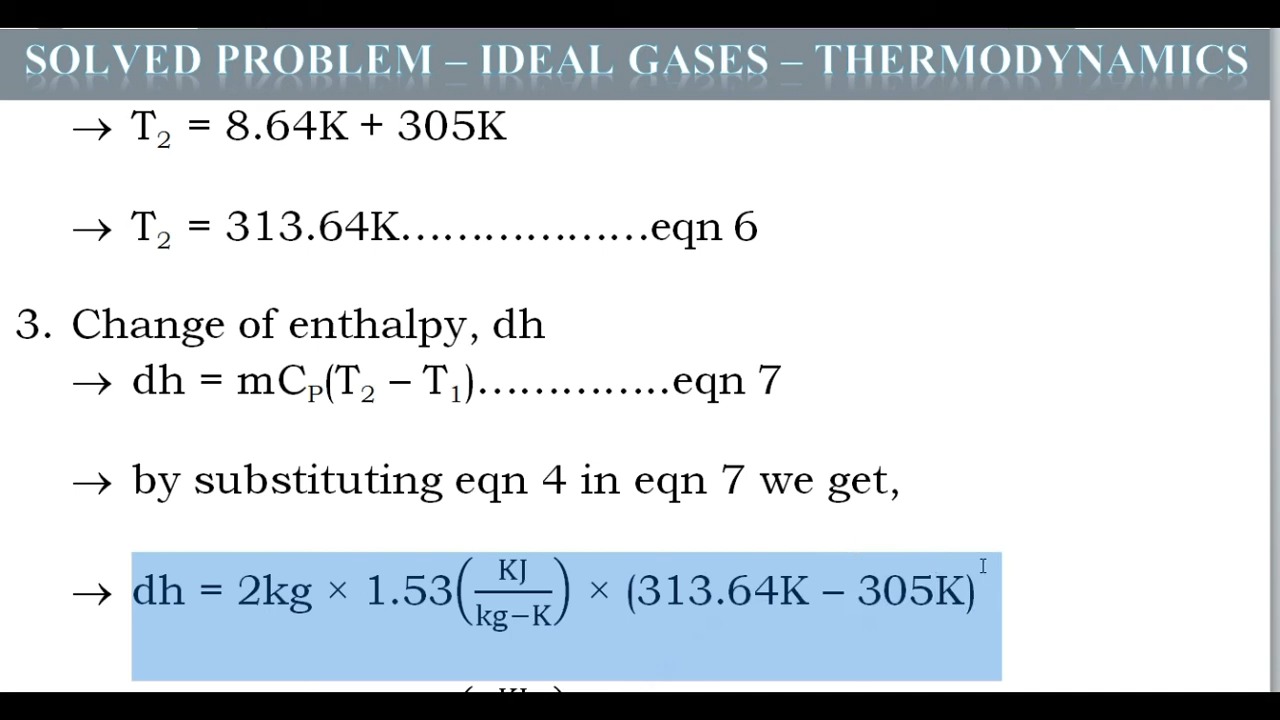 SOLVED PROBLEM – IDEAL GASES – THERMODYNAMICS
→ T₂ = 8.64K + 305K
→ T₂ = 313.64K………………eqn 6
3. Change of enthalpy, dh
→ dh = mCₚ(T₂ – T₁)…………..eqn 7
→ by substituting eqn 4 in eqn 7 we get,
→ dh = 2kg × 1.53(KJ/kg−K) × (313.64K – 305K)